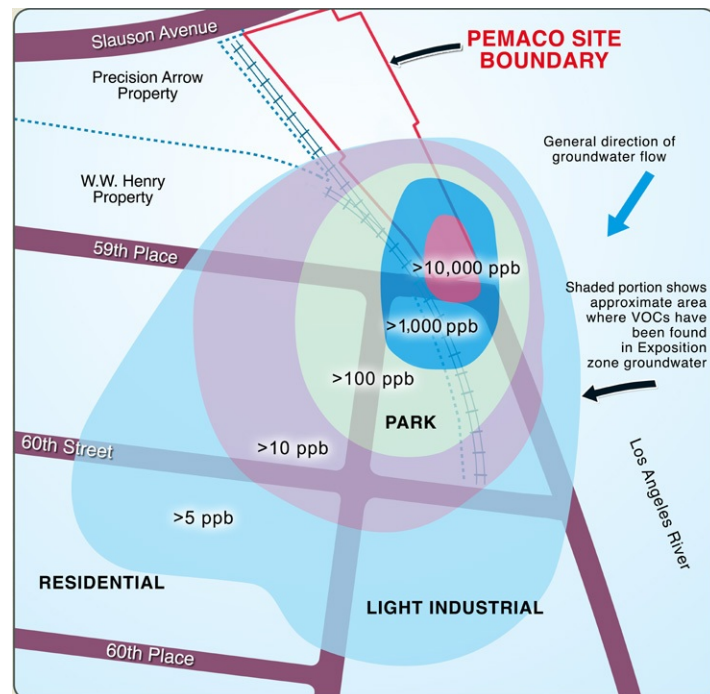 Slauson Avenue
PEMACO SITE
BOUNDARY
Precision Arrow
Property
General direction of
groundwater flow
W.W. Henry
Property
59th Place
>10,000 ppb
Shaded portion shows
approximate area
where VOCs have
been found
in Exposition
zone groundwater
>1,000 ppb
>100 ppb
PARK
60th Street
>10 ppb
Los Angeles River
>5 ppb
RESIDENTIAL
LIGHT INDUSTRIAL
60th Place